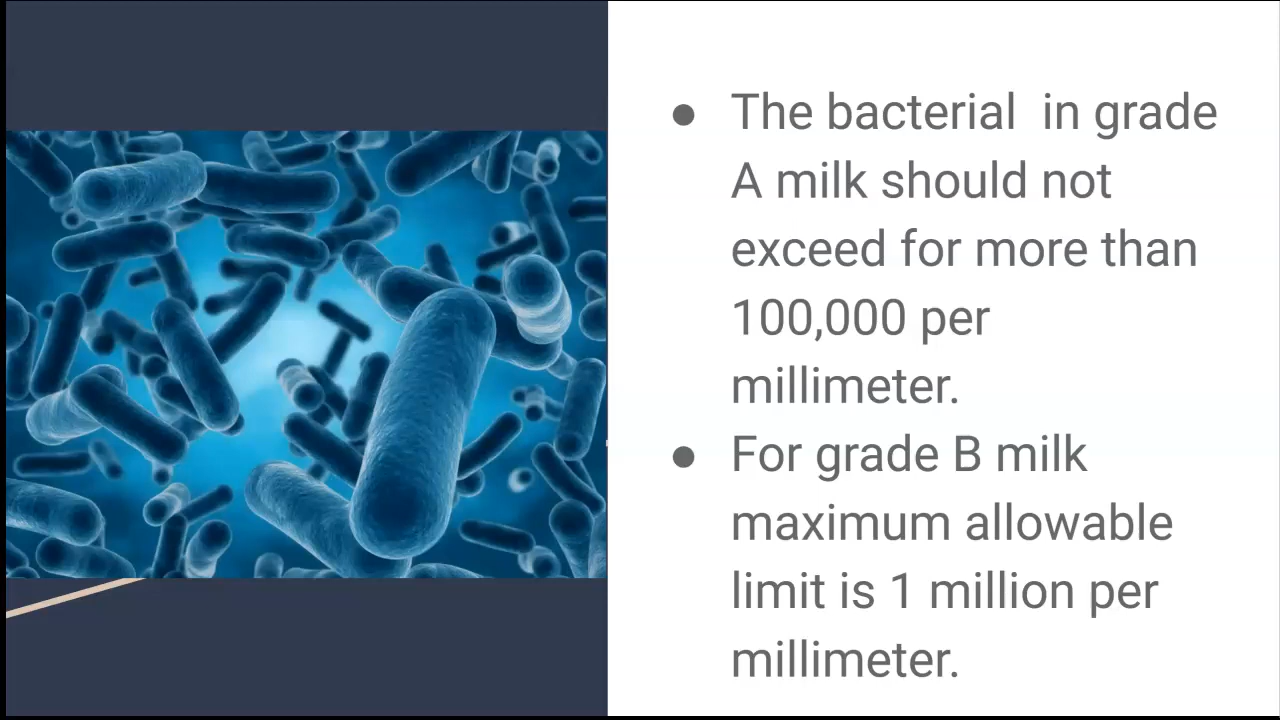 ● The bacterial  in grade
A milk should not
exceed for more than
100,000 per
millimeter.
● For grade B milk
maximum allowable
limit is 1 million per
millimeter.